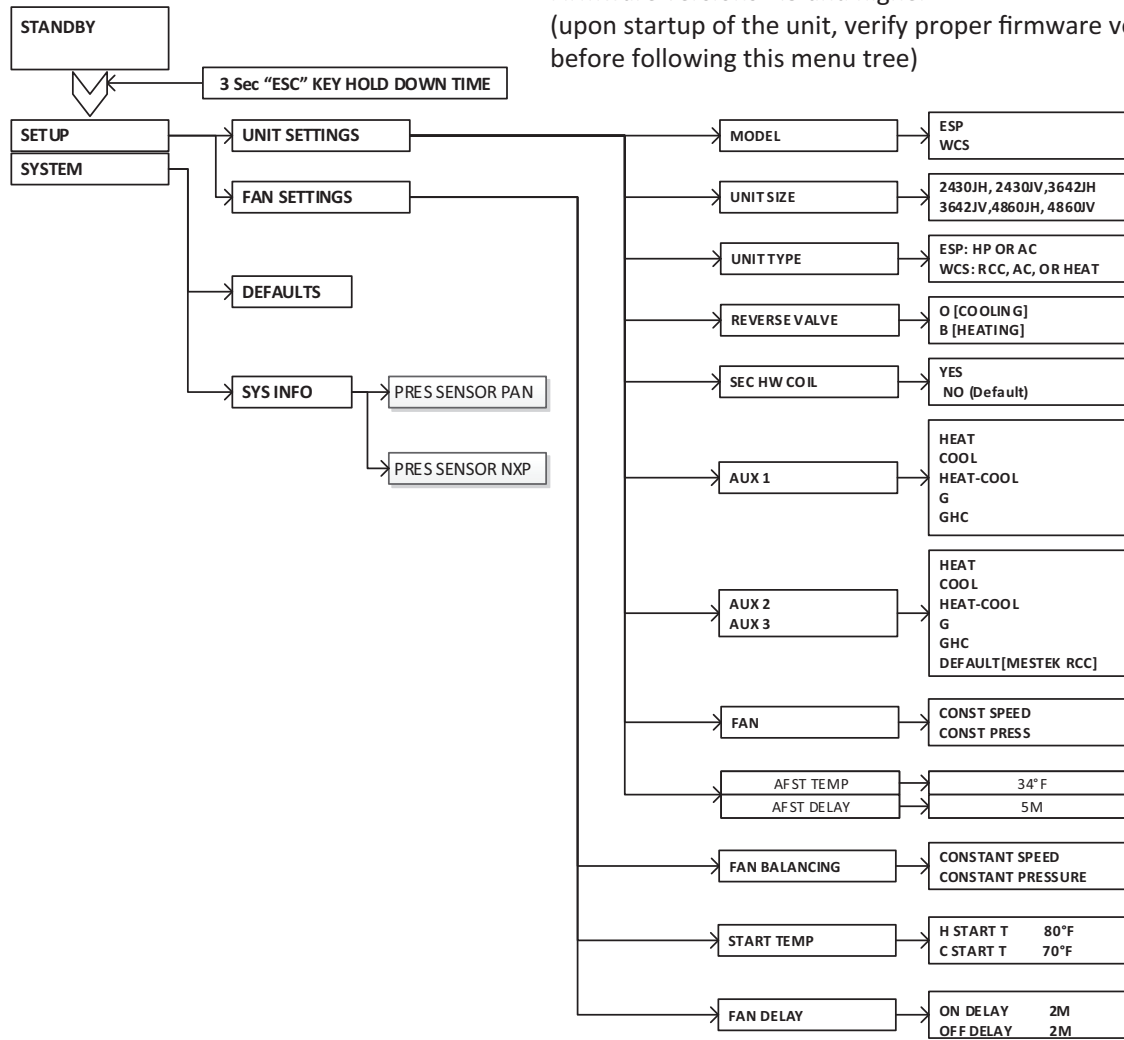 (upon startup of the unit, verify proper firmware
before following this menu tree)
STANDBY
3 Sec “ESC” KEY HOLD DOWN TIME
SETUP
SYSTEM
UNIT SETTINGS
FAN SETTINGS
DEFAULTS
SYS INFO
PRES SENSOR PAN
PRES SENSOR NXP
MODEL
ESP
WCS
UNIT SIZE
2430JH, 2430JV,3642JH
3642JV,4860JH, 4860JV
UNIT TYPE
ESP: HP OR AC
WCS: RCC, AC, OR HEAT
REVERSE VALVE
O [COOLING]
B [HEATING]
SEC HW COIL
YES
NO (Default)
AUX 1
HEAT
COOL
HEAT-COOL
G
GHC
AUX 2
AUX 3
HEAT
COOL
HEAT-COOL
G
GHC
DEFAULT[MESTEK RCC]
FAN
CONST SPEED
CONST PRESS
AFST TEMP 34°F
AFST DELAY 5M
FAN BALANCING
CONSTANT SPEED
CONSTANT PRESSURE
START TEMP
H START T 80°F
C START T 70°F
FAN DELAY
ON DELAY 2M
OFF DELAY 2M